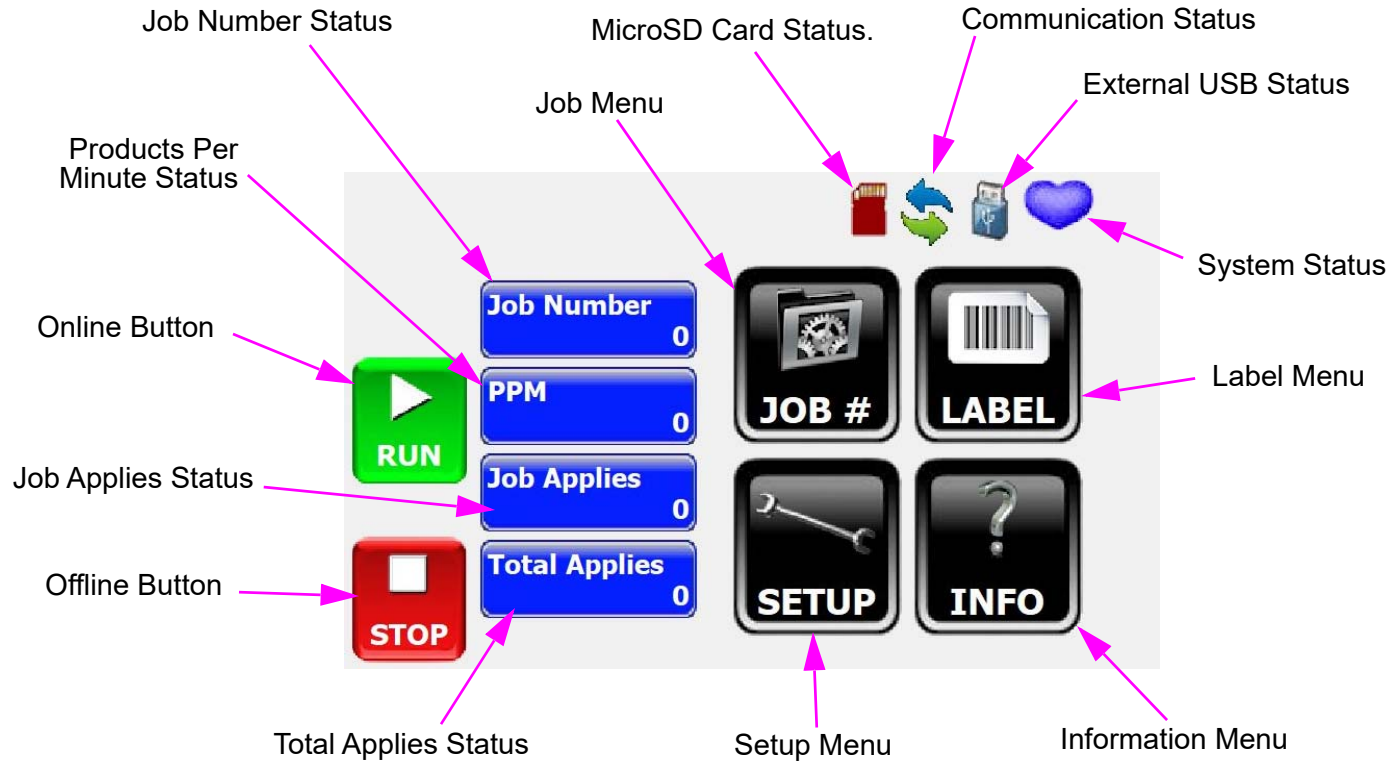 Job Number Status
MicroSD Card Status.
Communication Status
External USB Status
Job Menu
Products Per
Minute Status
System Status
Job Number
0
Online Button
PPM
0
JOB #
LABEL
Label Menu
RUN
Job Applies Status
Job Applies
0
Total Applies
0
Offline Button
STOP
SETUP
INFO
Total Applies Status
Setup Menu
Information Menu